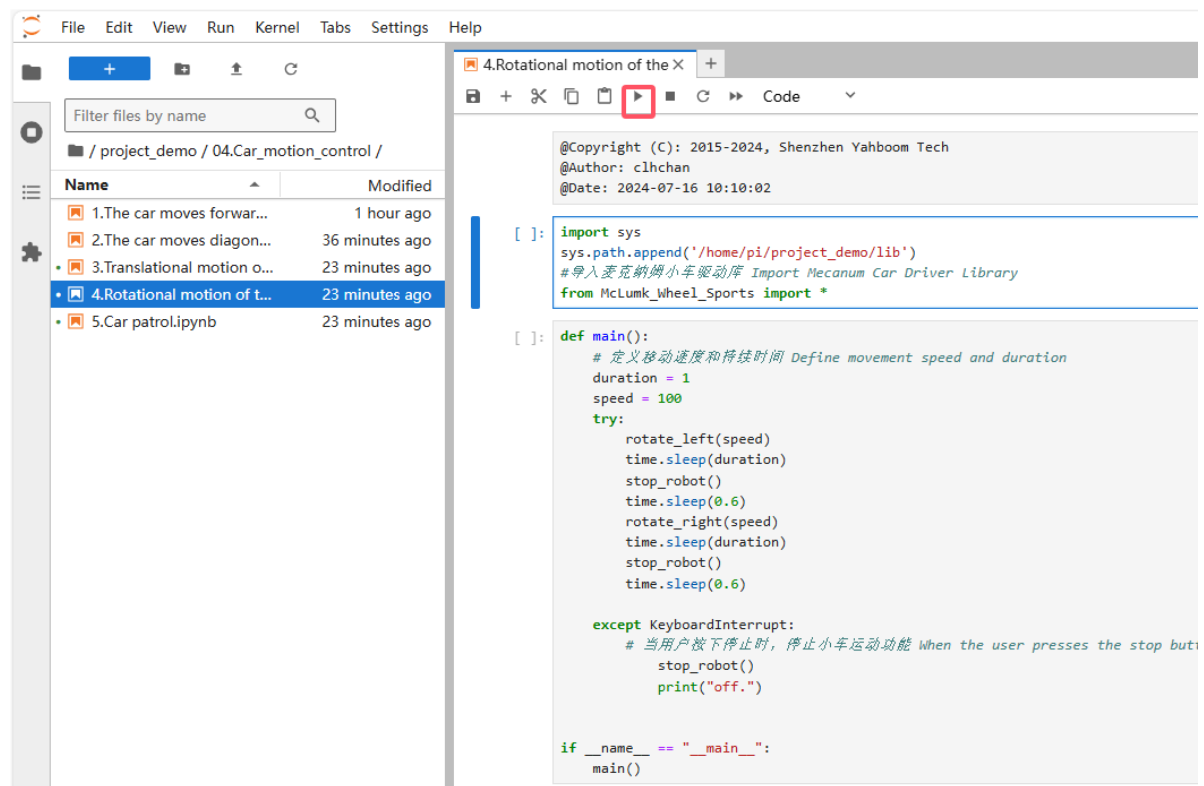 File Edit View Run Kernel Tabs Settings Help
+
Filter files by name
/ project_demo / 04.Car_motion_control /
Name Modified
1.The car moves forwar... 1 hour ago
2.The car moves diagon... 36 minutes ago
3.Translational motion o... 23 minutes ago
4.Rotational motion of t... 23 minutes ago
5.Car patrol.ipynb 23 minutes ago
4.Rotational motion of the × +
+ Code
@Copyright (C): 2015-2024, Shenzhen Yahboom Tech
@Author: clhchan
@Date: 2024-07-16 10:10:02
[ ]: import sys
sys.path.append('/home/pi/project_demo/lib')
#导入麦克纳姆小车驱动库 Import Mecanum Car Driver Library
from McLumk_Wheel_Sports import *
[ ]: def main():
# 定义移动速度和持续时间 Define movement speed and duration
duration = 1
speed = 100
try:
rotate_left(speed)
time.sleep(duration)
stop_robot()
time.sleep(0.6)
rotate_right(speed)
time.sleep(duration)
stop_robot()
time.sleep(0.6)
except KeyboardInterrupt:
# 当用户按下停止时，停止小车运动功能 When the user presses the stop butt
stop_robot()
print("off.")
if __name__ == "__main__":
main()